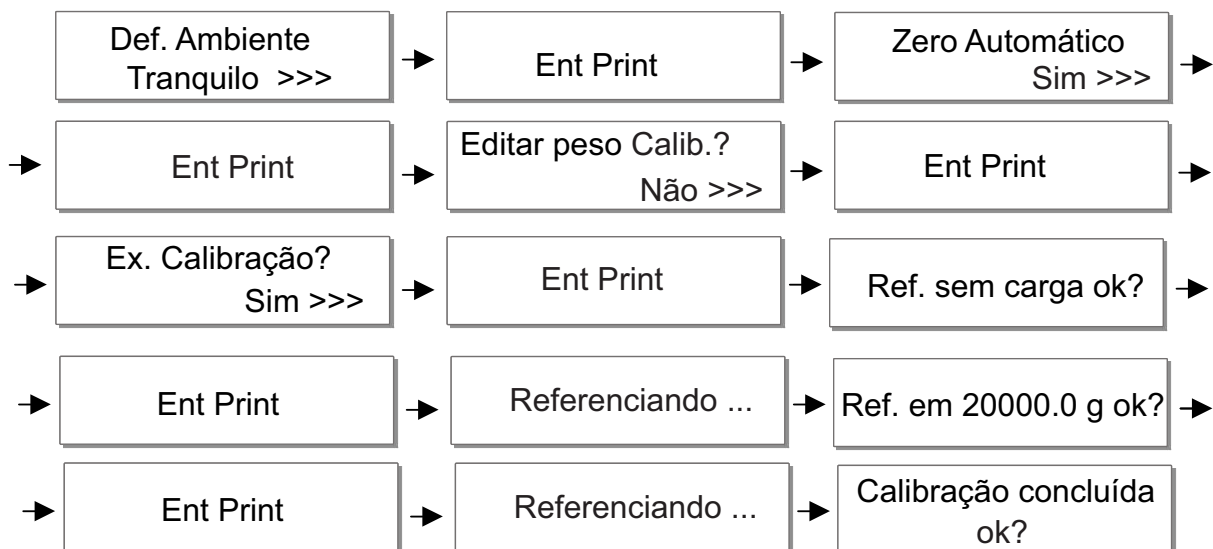 Def. Ambiente
Tranquilo >>>
Ent Print
Zero Automático
Sim >>>
Ent Print
Editar peso Calib.?
Não >>>
Ent Print
Ex. Calibração?
Sim >>>
Ent Print
Ref. sem carga ok?
Ent Print
Referenciando ...
Ref. em 20000.0 g ok?
Ent Print
Referenciando ...
Calibração concluída
ok?